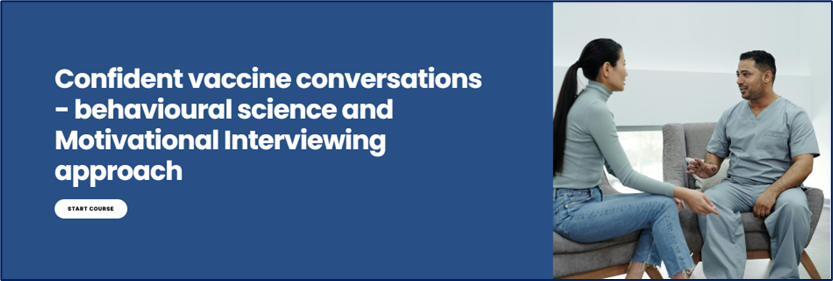 Confident vaccine conversations
– behavioural science and
Motivational Interviewing
approach
START COURSE